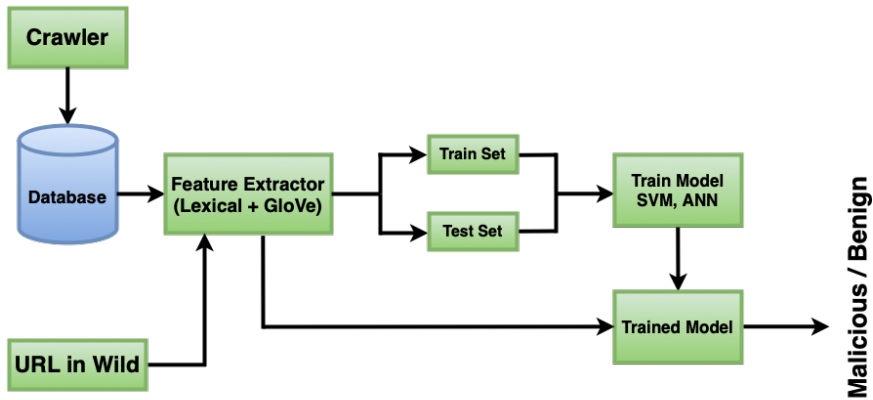 Crawler
Database
Feature Extractor
(Lexical + GloVe)
Train Set
Test Set
Train Model
SVM, ANN
Trained Model
URL in Wild
Malicious / Benign